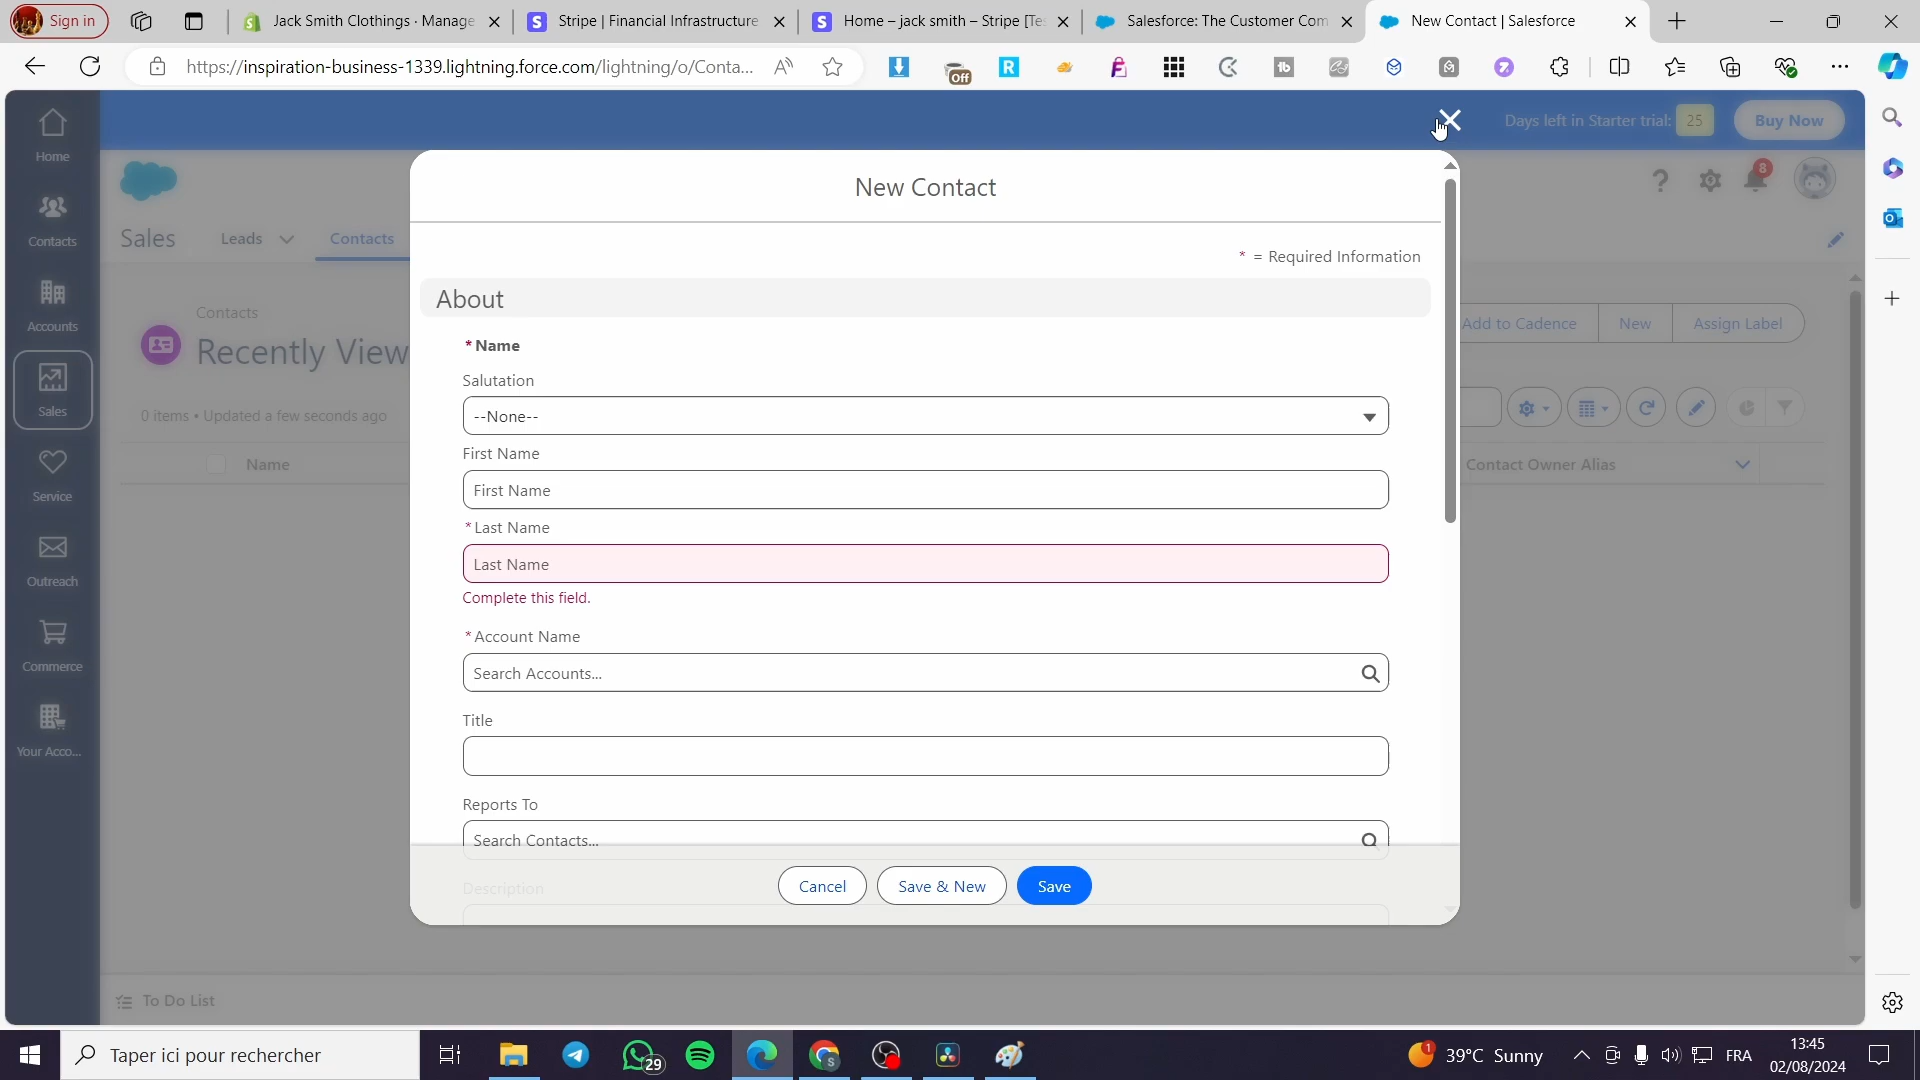 Sign in
Jack Smith Clothings · Manage
Stripe | Financial Infrastructure
Home – jack smith – Stripe [Te
Salesforce: The Customer Com
New Contact | Salesforce
https://inspiration-business-1339.lightning.force.com/lightning/o/Conta...
Off
Days left in Starter trial: 25
Buy Now
Home
Contacts
Accounts
Sales
Service
Outreach
Commerce
Your Acco...
8
Sales
Leads
Contacts
Contacts
Recently View
0 items • Updated a few seconds ago
Name
Add to Cadence
New
Assign Label
Contact Owner Alias
New Contact
* = Required Information
About
* Name
Salutation
--None--
First Name
First Name
* Last Name
Last Name
Complete this field.
* Account Name
Search Accounts...
Title
Reports To
Search Contacts...
Description
Cancel
Save & New
Save
To Do List
Taper ici pour rechercher
29
1
39°C Sunny
FRA
13:45
02/08/2024